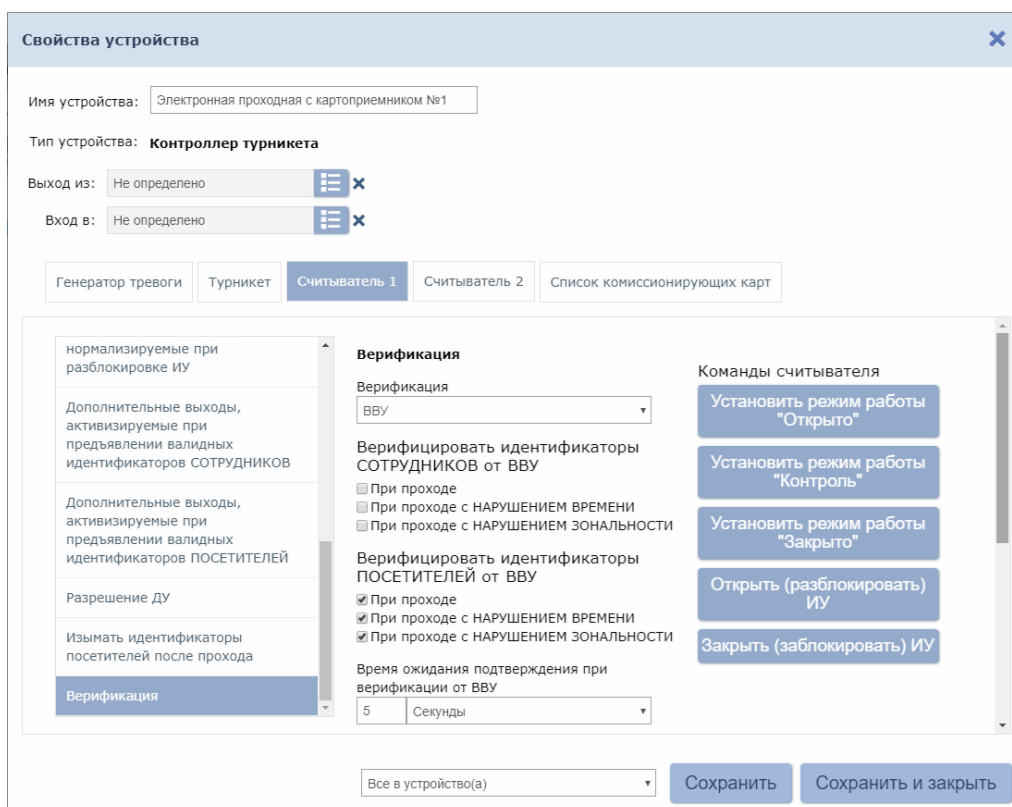 Свойства устройства
Имя устройства: Электронная проходная с картоприемником №1
Тип устройства: Контроллер турникета
Выход из: Не определено
Вход в: Не определено
Генератор тревоги Турникет Считыватель 1 Считыватель 2 Список комиссионирующих карт
нормализируемые при
разблокировке ИУ
Дополнительные выходы,
активизируемые при
предъявлении валидных
идентификаторов СОТРУДНИКОВ
Дополнительные выходы,
активизируемые при
предъявлении валидных
идентификаторов ПОСЕТИТЕЛЕЙ
Разрешение ДУ
Изымать идентификаторы
посетителей после прохода
Верификация
Верификация
Верификация
ВВУ
Верифицировать идентификаторы
СОТРУДНИКОВ от ВВУ
При проходе
При проходе с НАРУШЕНИЕМ ВРЕМЕНИ
При проходе с НАРУШЕНИЕМ ЗОНАЛЬНОСТИ
Верифицировать идентификаторы
ПОСЕТИТЕЛЕЙ от ВВУ
При проходе
При проходе с НАРУШЕНИЕМ ВРЕМЕНИ
При проходе с НАРУШЕНИЕМ ЗОНАЛЬНОСТИ
Время ожидания подтверждения при
верификации от ВВУ
5 Секунды
Команды считывателя
Установить режим работы
"Открыто"
Установить режим работы
"Контроль"
Установить режим работы
"Закрыто"
Открыть (разблокировать)
ИУ
Закрыть (заблокировать) ИУ
Все в устройство(а) Сохранить Сохранить и закрыть